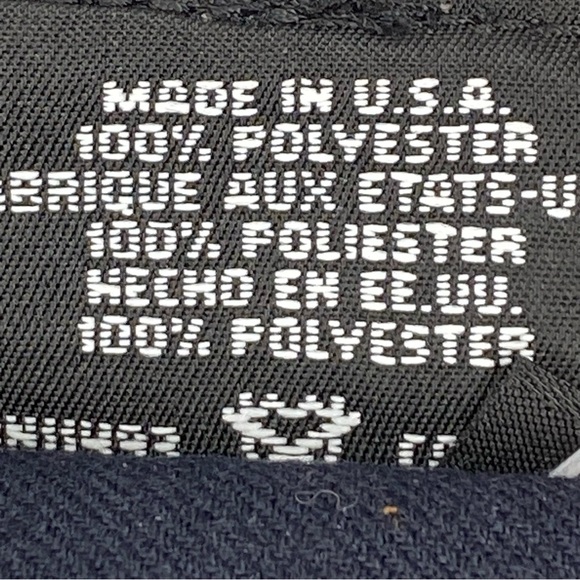 MADE IN U.S.A.
100% POLYESTER
BRIQUE AUX ETATS-U
100% POLIESTER
HECHO EN EE.UU.
100% POLYESTER